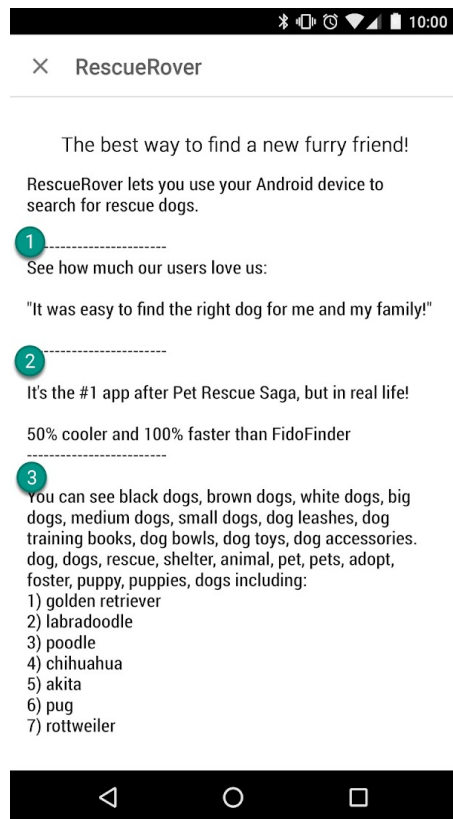 10:00
× RescueRover
The best way to find a new furry friend!
RescueRover lets you use your Android device to
search for rescue dogs.
1 ----------------------
See how much our users love us:
"It was easy to find the right dog for me and my family!"
----------------------
2
It's the #1 app after Pet Rescue Saga, but in real life!
50% cooler and 100% faster than FidoFinder
-------------------------
3
You can see black dogs, brown dogs, white dogs, big
dogs, medium dogs, small dogs, dog leashes, dog
training books, dog bowls, dog toys, dog accessories.
dog, dogs, rescue, shelter, animal, pet, pets, adopt,
foster, puppy, puppies, dogs including:
1) golden retriever
2) labradoodle
3) poodle
4) chihuahua
5) akita
6) pug
7) rottweiler